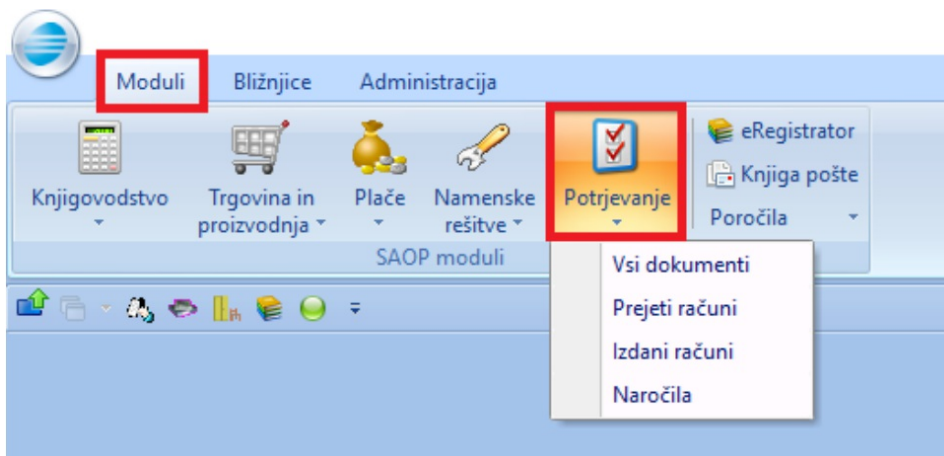 Moduli Bližnjice Administracija
Knjigovodstvo
Trgovina in
proizvodnja
Plače
Namenske
rešitve
Potrjevanje
eRegistrator
Knjiga pošte
Poročila
SAOP moduli
Vsi dokumenti
Prejeti računi
Izdani računi
Naročila